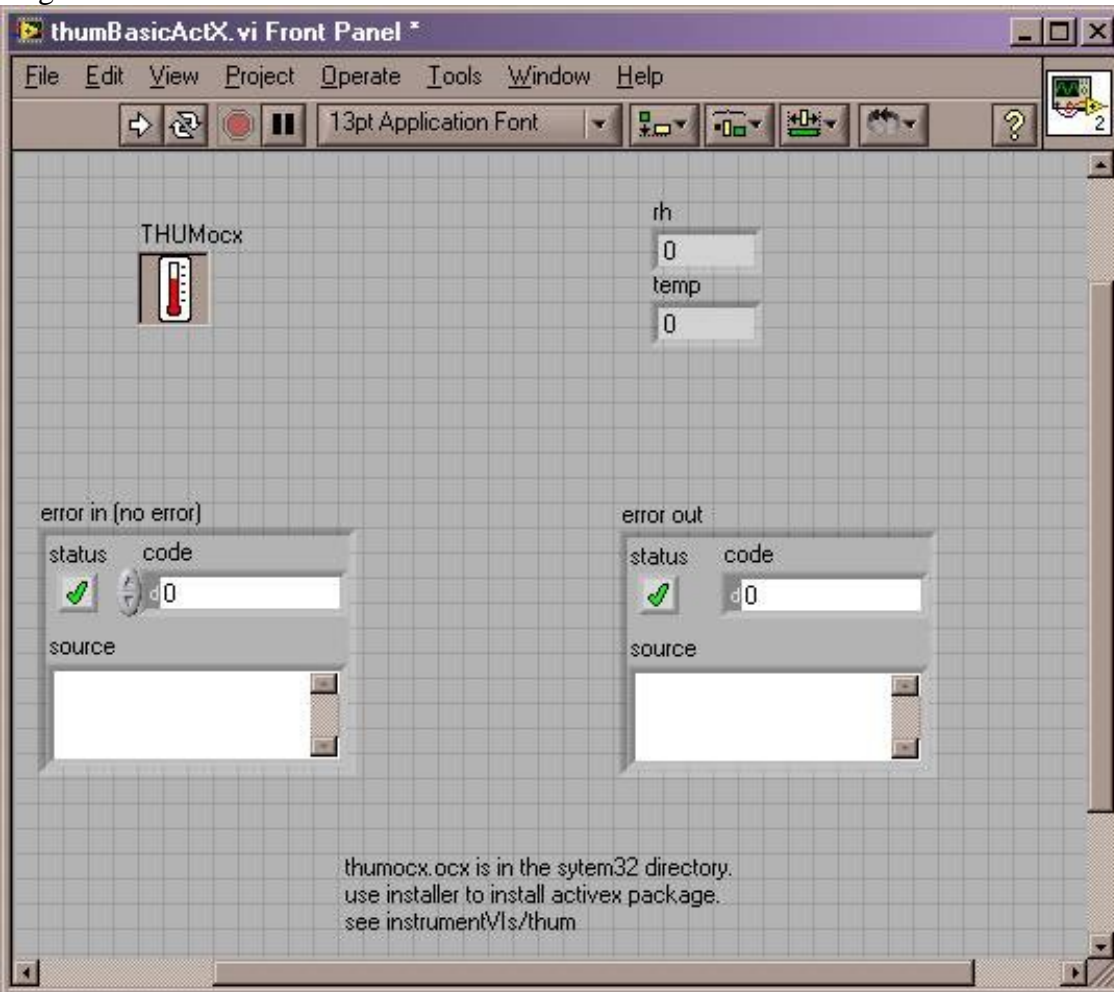 thumBasicActX.vi Front Panel *
File Edit View Project Operate Tools Window Help
13pt Application Font
2
THUMocx
rh
0
temp
0
error in (no error)
status code
d 0
source
error out
status code
d 0
source
thumocx.ocx is in the sytem32 directory.
use installer to install activex package.
see instrumentVIs/thum